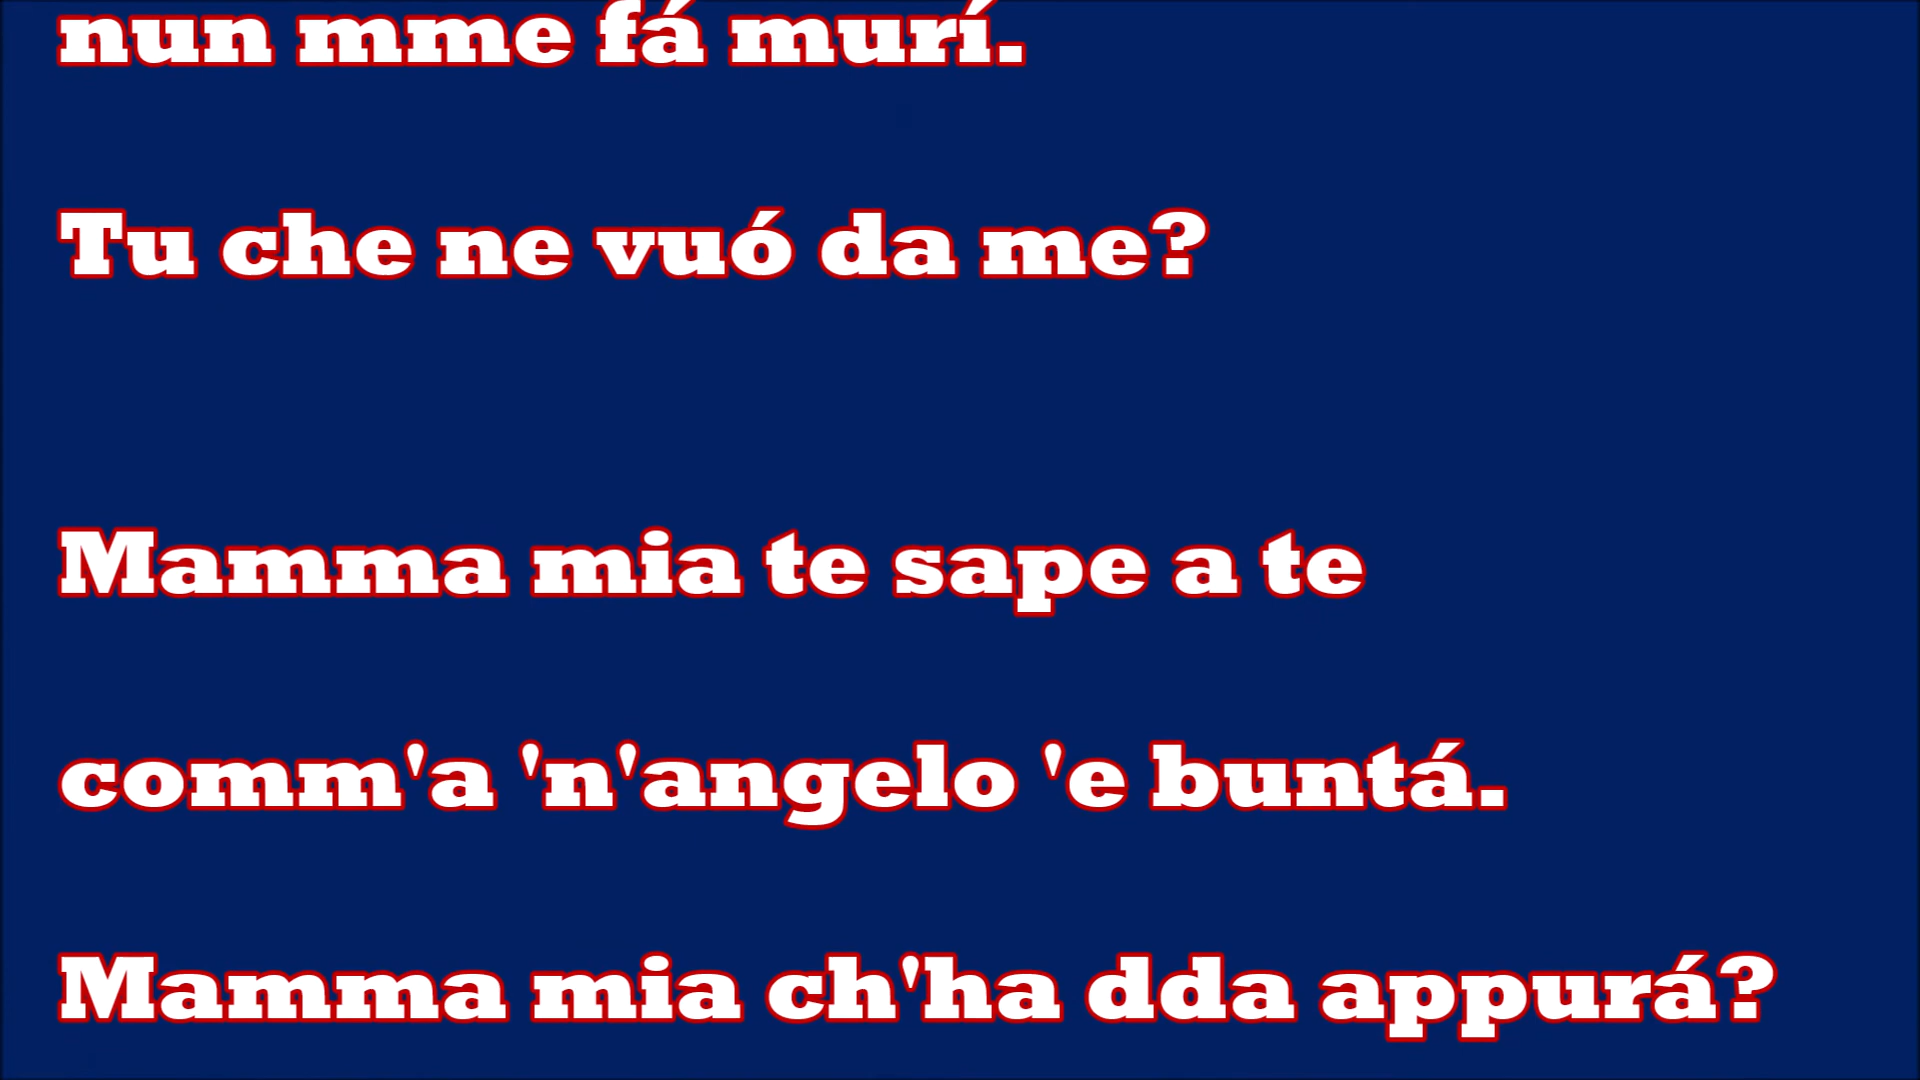 nun mme fá murí.
Tu che ne vuó da me?
Mamma mia te sape a te
comm'a 'n'angelo 'e buntá.
Mamma mia ch'ha dda appurá?